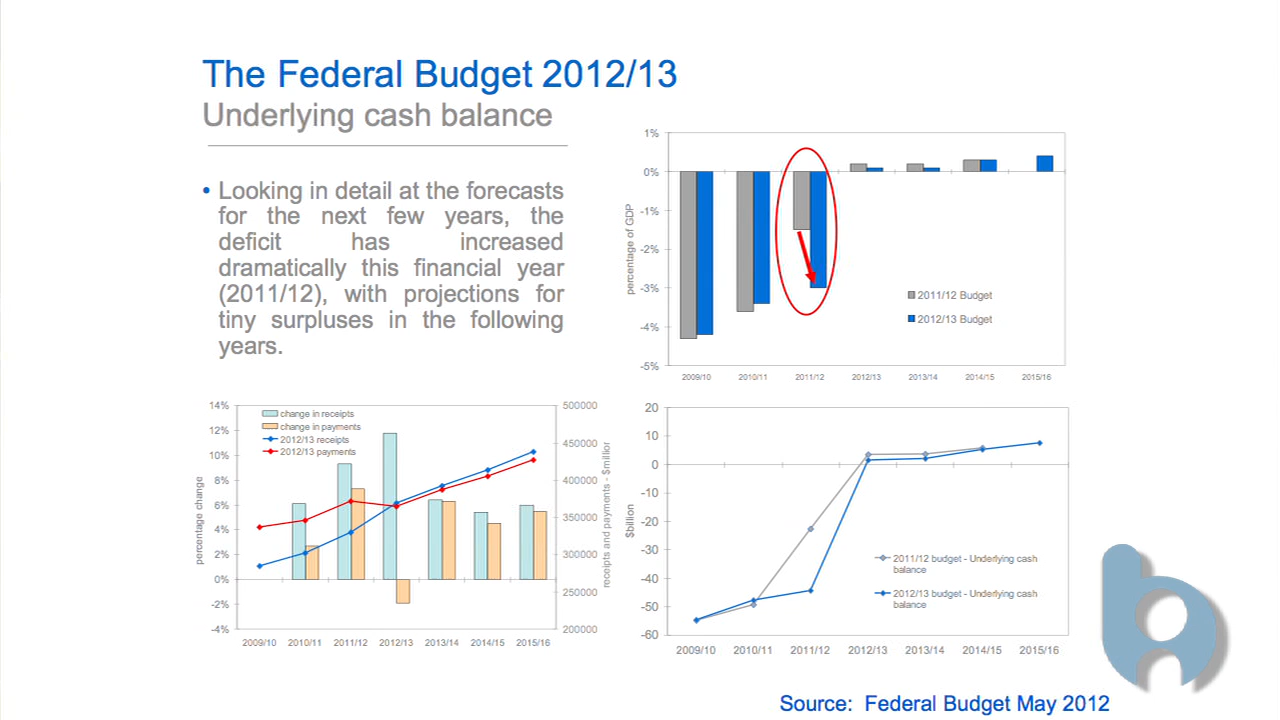 The Federal Budget 2012/13
Underlying cash balance
• Looking in detail at the forecasts
for the next few years, the
deficit has increased
dramatically this financial year
(2011/12), with projections for
tiny surpluses in the following
years.
1%
0%
-1%
-2%
-3%
-4%
-5%
percentage of GDP
2011/12 Budget
2012/13 Budget
2009/10 2010/11 2011/12 2012/13 2013/14 2014/15 2015/16
14%
12%
10%
8%
6%
4%
2%
0%
-2%
-4%
percentage change
change in receipts
change in payments
2012/13 receipts
2012/13 payments
500000
450000
400000
350000
300000
250000
200000
receipts and payments - $millior
2009/10 2010/11 2011/12 2012/13 2013/14 2014/15 2015/16
20
10
0
-10
-20
-30
-40
-50
-60
$billion
2011/12 budget - Underlying cash
balance
2012/13 budget - Underlying cash
balance
2009/10 2010/11 2011/12 2012/13 2013/14 2014/15 2015/16
Source: Federal Budget May 2012